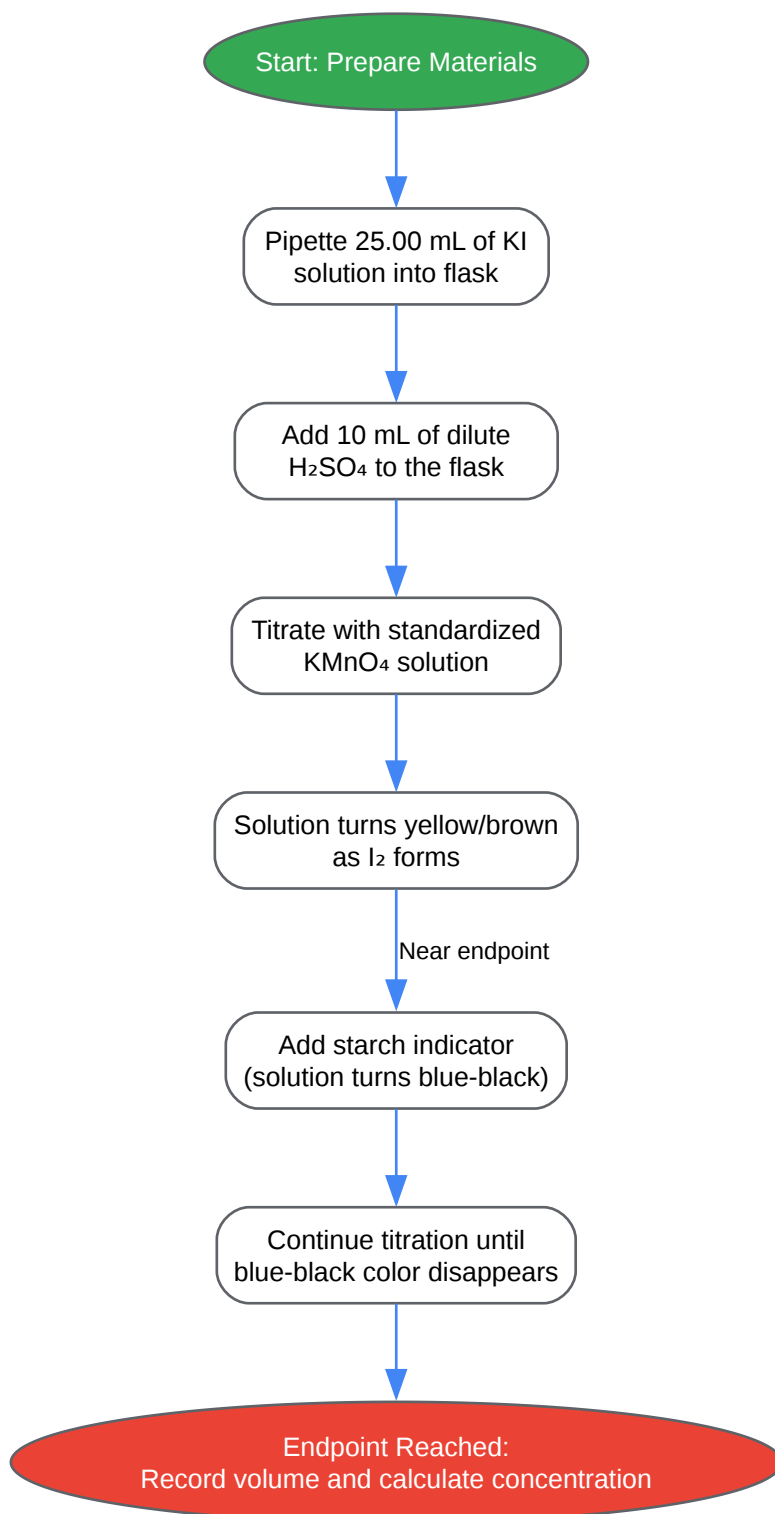 Start: Prepare Materials
Pipette 25.00 mL of KI
solution into flask
Add 10 mL of dilute
H₂SO₄ to the flask
Titrate with standardized
KMnO₄ solution
Solution turns yellow/brown
as I₂ forms
Near endpoint
Add starch indicator
(solution turns blue-black)
Continue titration until
blue-black color disappears
Endpoint Reached:
Record volume and calculate concentration